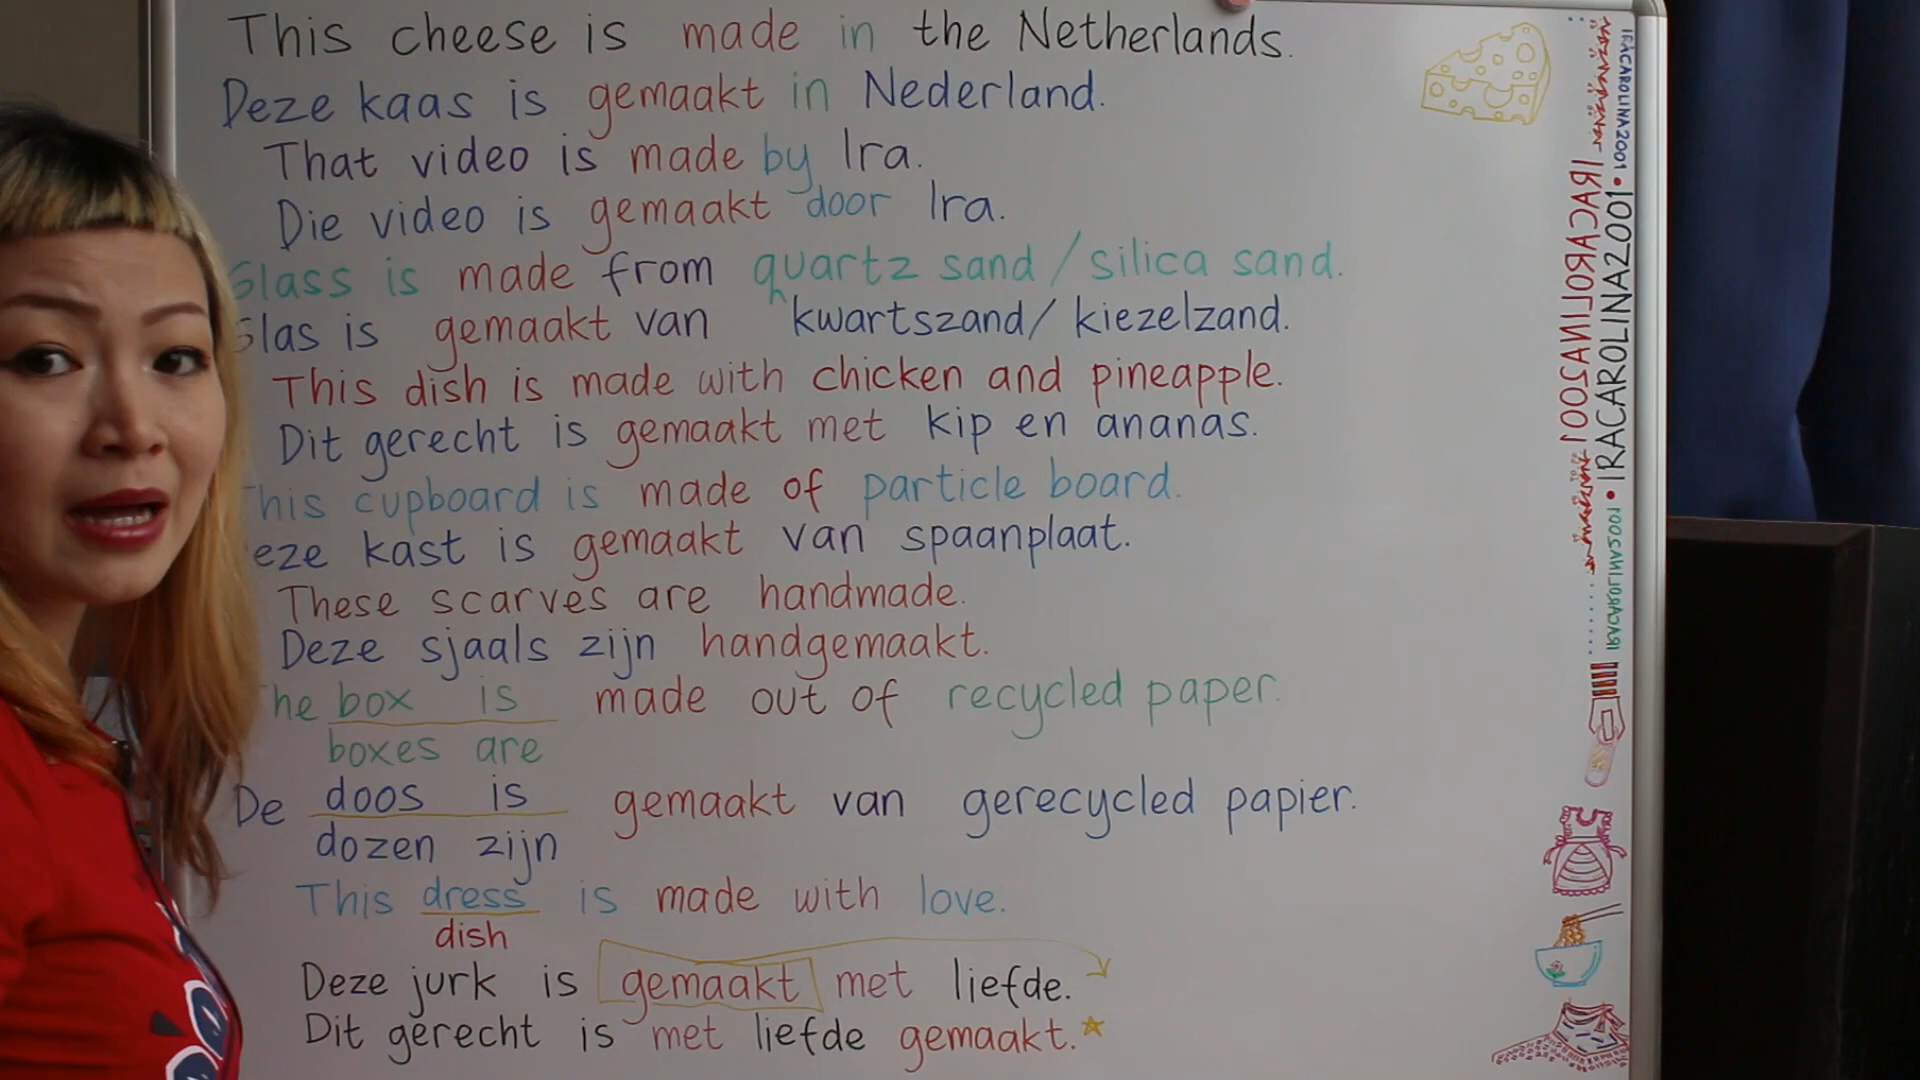 This cheese is made in the Netherlands.
Deze kaas is gemaakt in Nederland.
That video is made by Ira.
Die video is gemaakt door Ira.
Glass is made from quartz sand / silica sand.
Glas is gemaakt van kwartszand / kiezelzand.
This dish is made with chicken and pineapple.
Dit gerecht is gemaakt met kip en ananas.
his cupboard is made of particle board.
eze kast is gemaakt van spaanplaat.
These scarves are handmade.
Deze sjaals zijn handgemaakt.
he box is made out of recycled paper.
boxes are
De doos is gemaakt van gerecycled papier.
dozen zijn
This dress is made with love.
dish
Deze jurk is gemaakt met liefde.
Dit gerecht is met liefde gemaakt.
IRACAROLINA2001 •
IRACAROLINA2001
• IRACAROLINA2001 •
IRACAROLINA2001